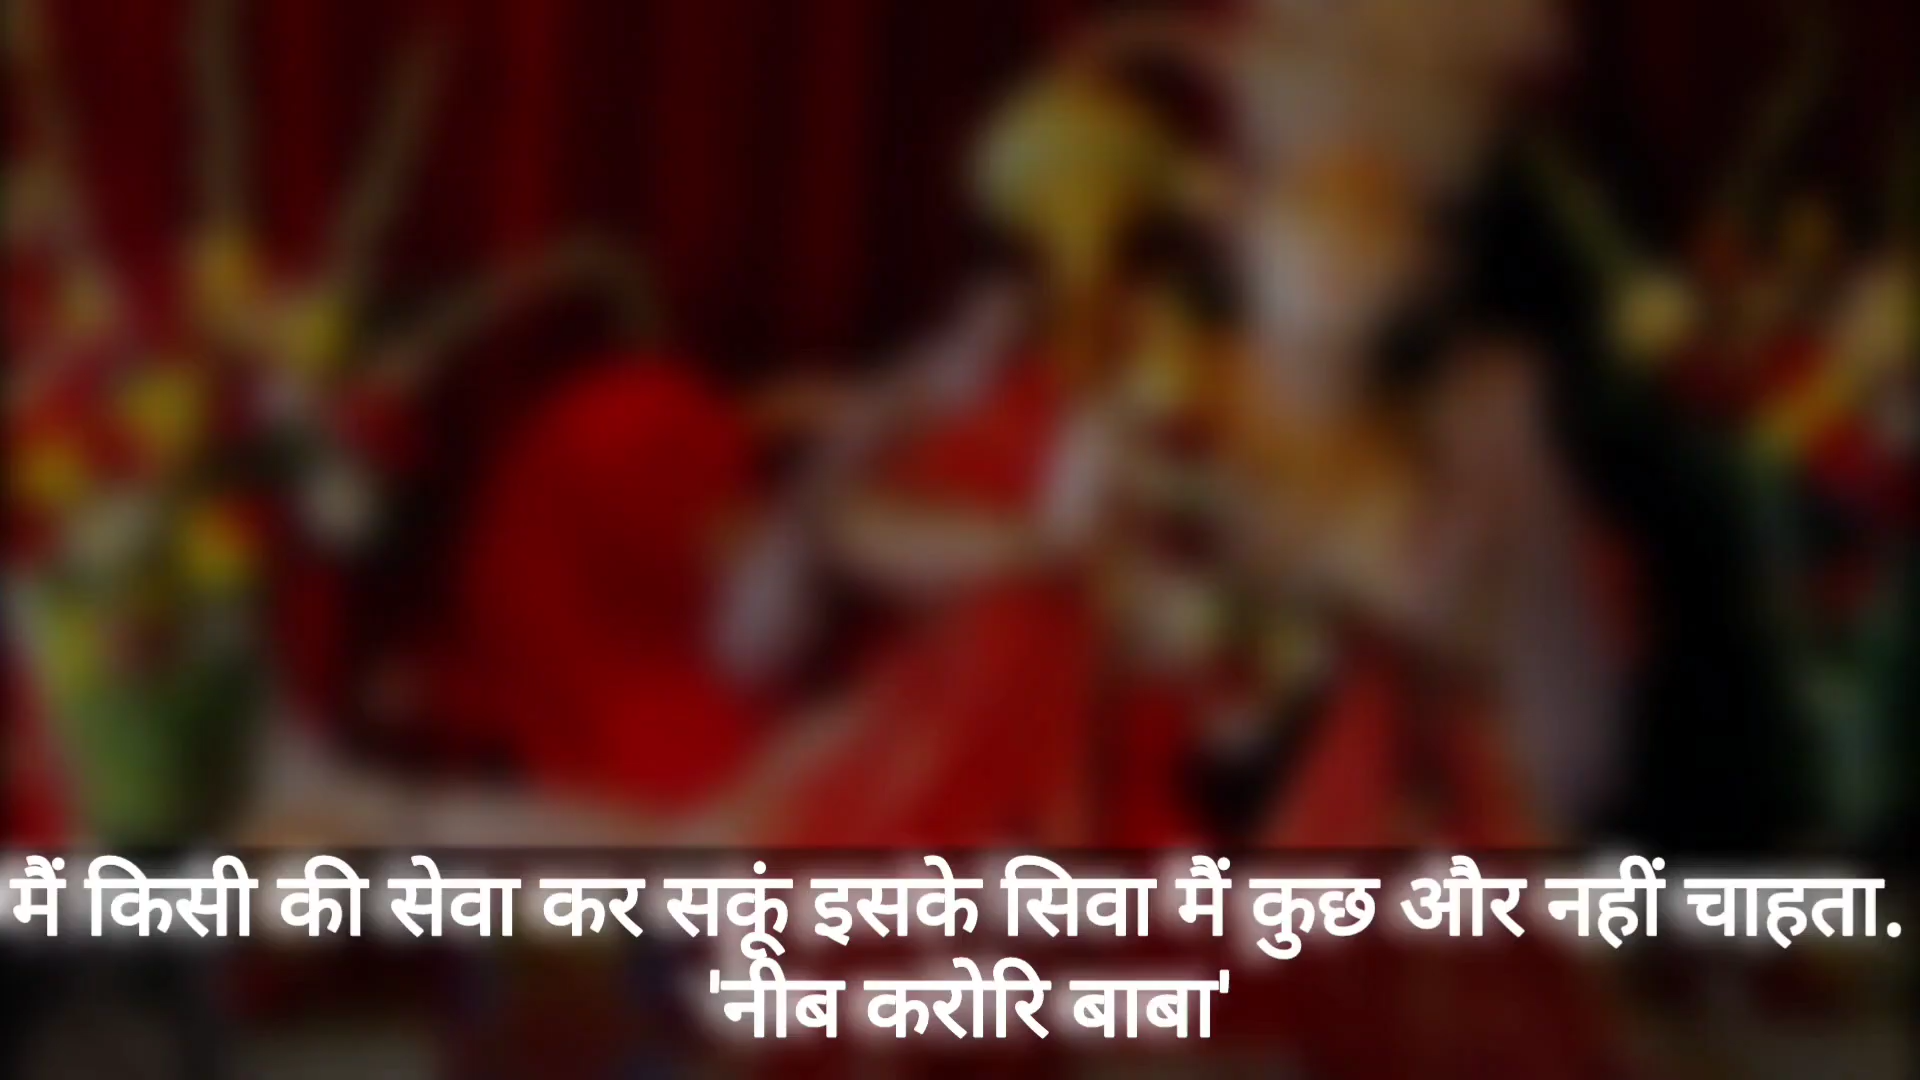 मैं किसी की सेवा कर सकूं इसके सिवा मैं कुछ और नहीं चाहता.
'नीब करोरि बाबा'